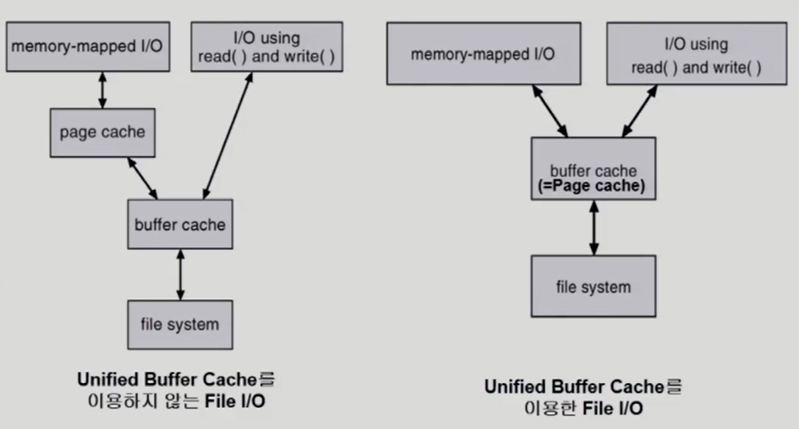 memory-mapped I/O
I/O using
read( ) and write( )
page cache
buffer cache
file system
Unified Buffer Cache를
이용하지 않는 File I/O
memory-mapped I/O
I/O using
read( ) and write( )
buffer cache
(=Page cache)
file system
Unified Buffer Cache를
이용한 File I/O